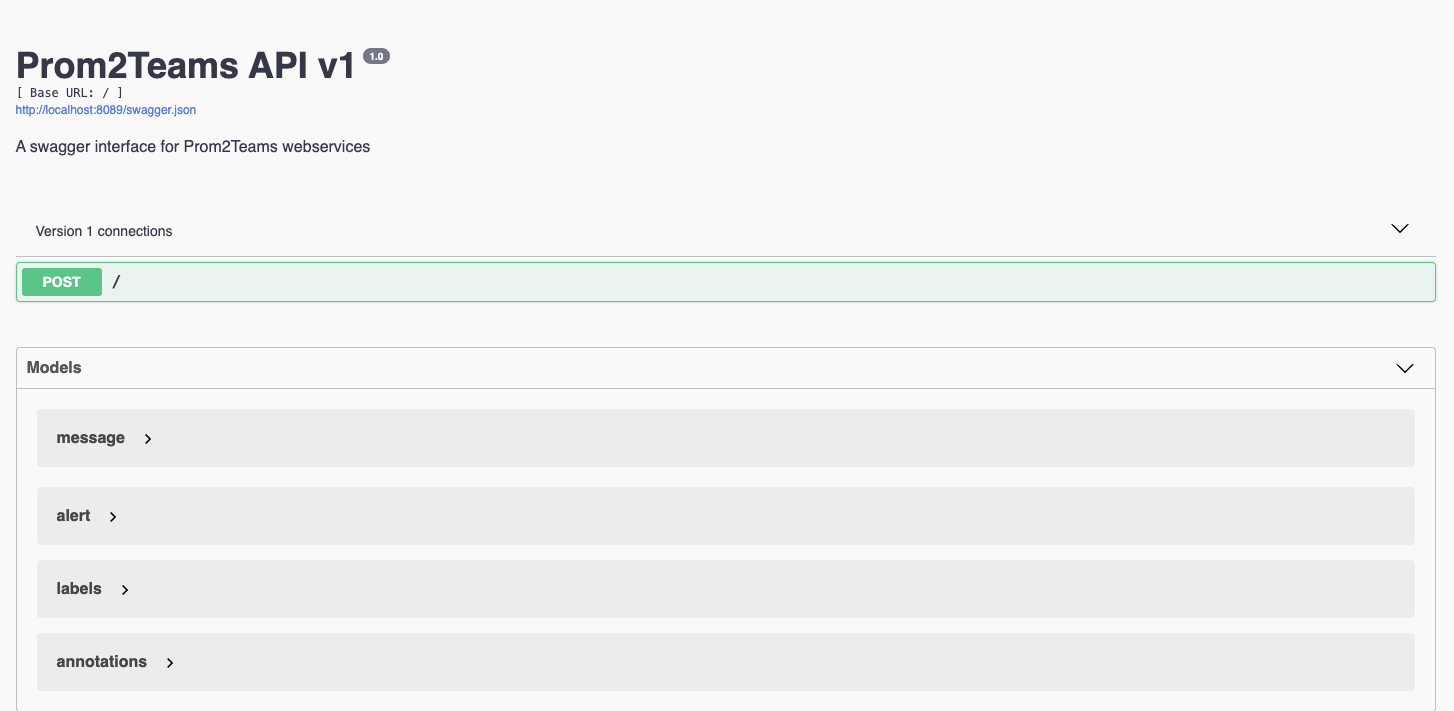 Prom2Teams API v1 1.0
[ Base URL: / ]
http://localhost:8089/swagger.json
A swagger interface for Prom2Teams webservices
Version 1 connections
POST /
Models
message
alert
labels
annotations